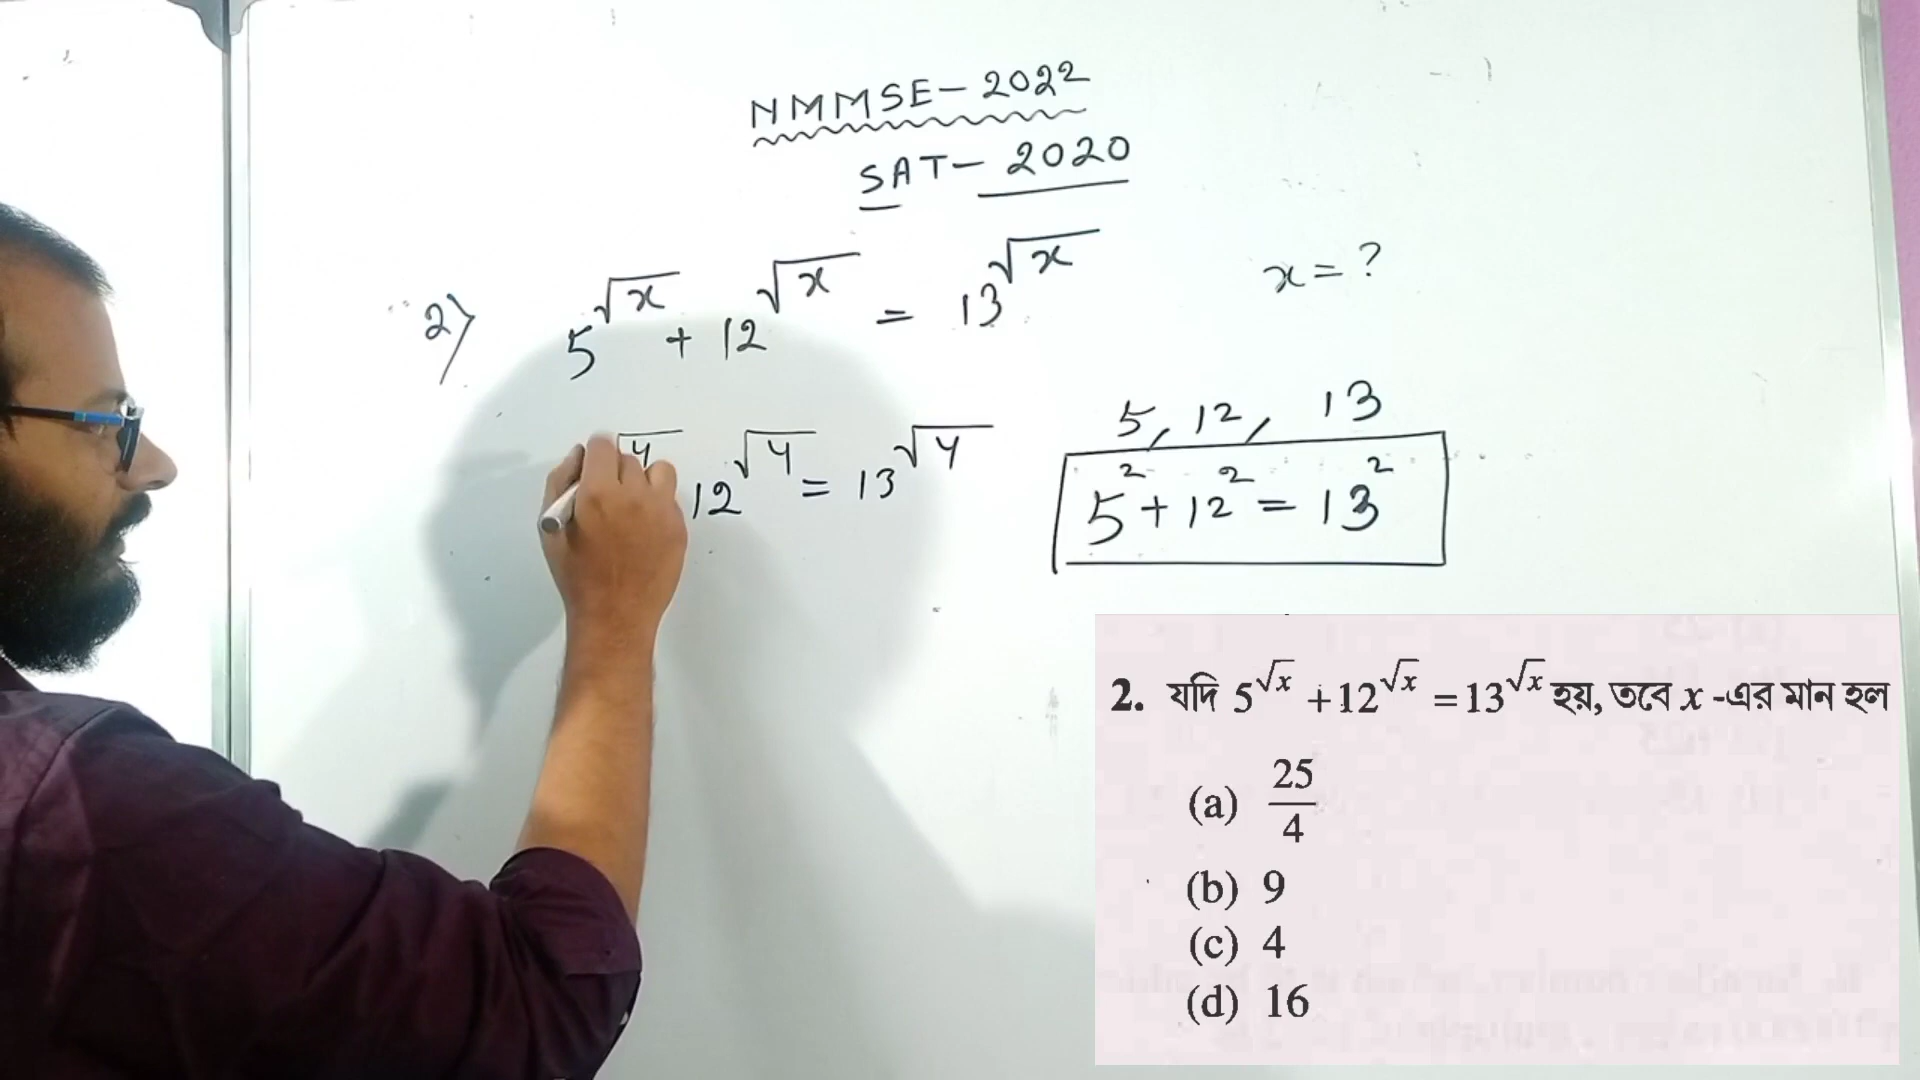 NMMSE-2022
SAT- 2020
2) 5^√x + 12^√x = 13^√x x = ?
5, 12, 13
√4 12^√4 = 13^√4
5² + 12² = 13²
2. যদি 5^√x + 12^√x = 13^√x হয়, তবে x -এর মান হল
(a) 25/4
(b) 9
(c) 4
(d) 16